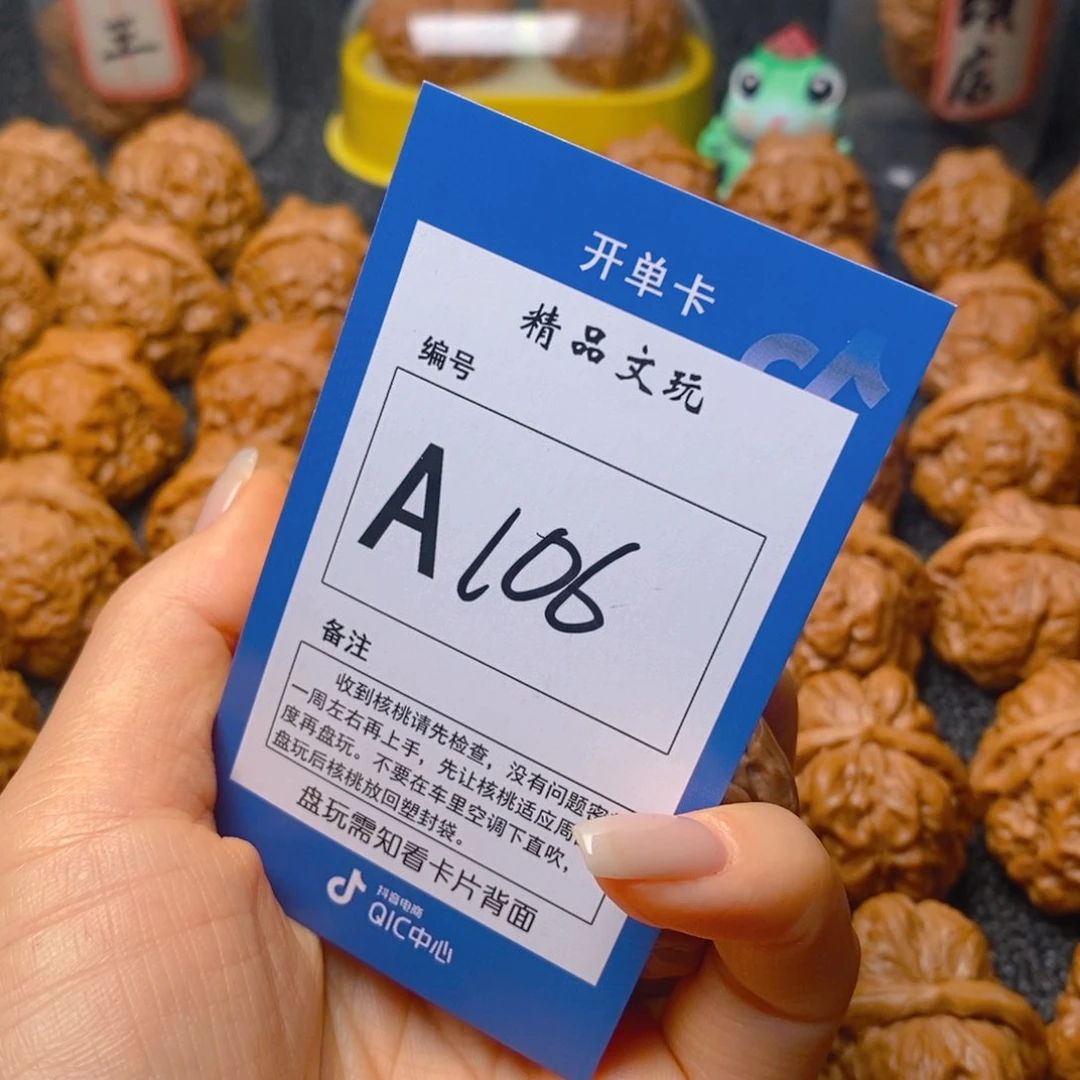 王
店
开单卡
精品文玩
编号
A106
备注
收到核桃请先检查，没有问题密
一周左右再上手，先让核桃适应周
度再盘玩。不要在车里空调下直吹，
盘玩后核桃放回塑封袋。
盘玩需知看卡片背面
抖音电商
QIC中心